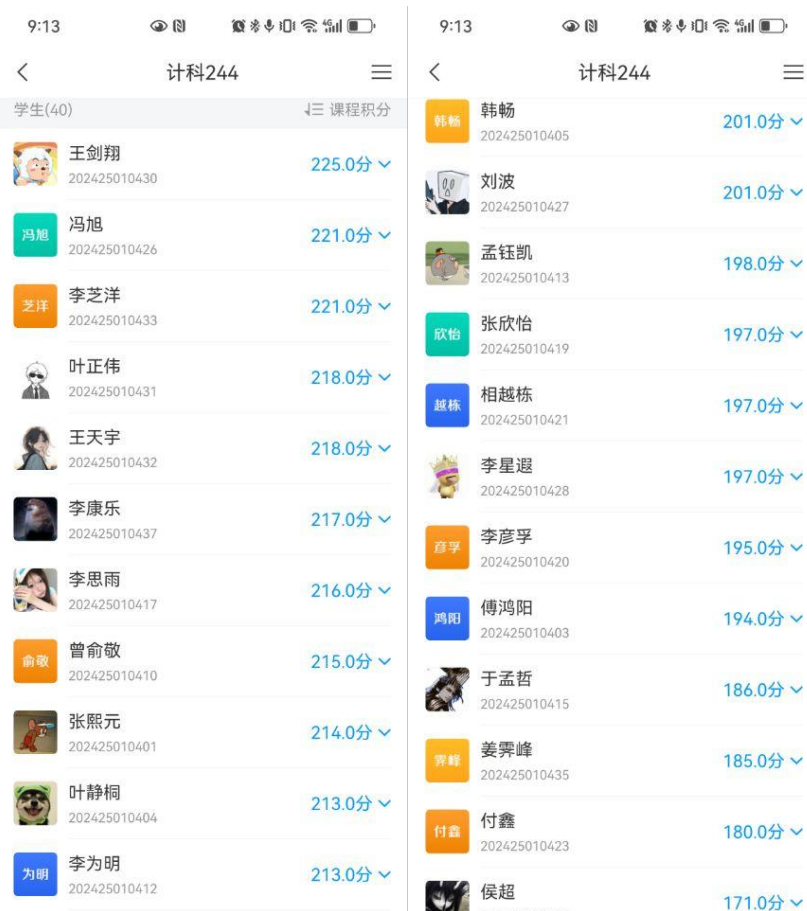 9:13
4G
计科244
学生(40)
课程积分
王剑翔
202425010430
225.0分
冯旭
冯旭
202425010426
221.0分
芝洋
李芝洋
202425010433
221.0分
叶正伟
202425010431
218.0分
王天宇
202425010432
218.0分
李康乐
202425010437
217.0分
李思雨
202425010417
216.0分
俞敬
曾俞敬
202425010410
215.0分
张熙元
202425010401
214.0分
叶静桐
202425010404
213.0分
为明
李为明
202425010412
213.0分
9:13
4G
计科244
韩畅
韩畅
202425010405
201.0分
刘波
202425010427
201.0分
孟钰凯
202425010413
198.0分
欣怡
张欣怡
202425010419
197.0分
越栋
相越栋
202425010421
197.0分
李星遐
202425010428
197.0分
彦孚
李彦孚
202425010420
195.0分
鸿阳
傅鸿阳
202425010403
194.0分
于孟哲
202425010415
186.0分
霁峰
姜霁峰
202425010435
185.0分
付鑫
付鑫
202425010423
180.0分
侯超
171.0分